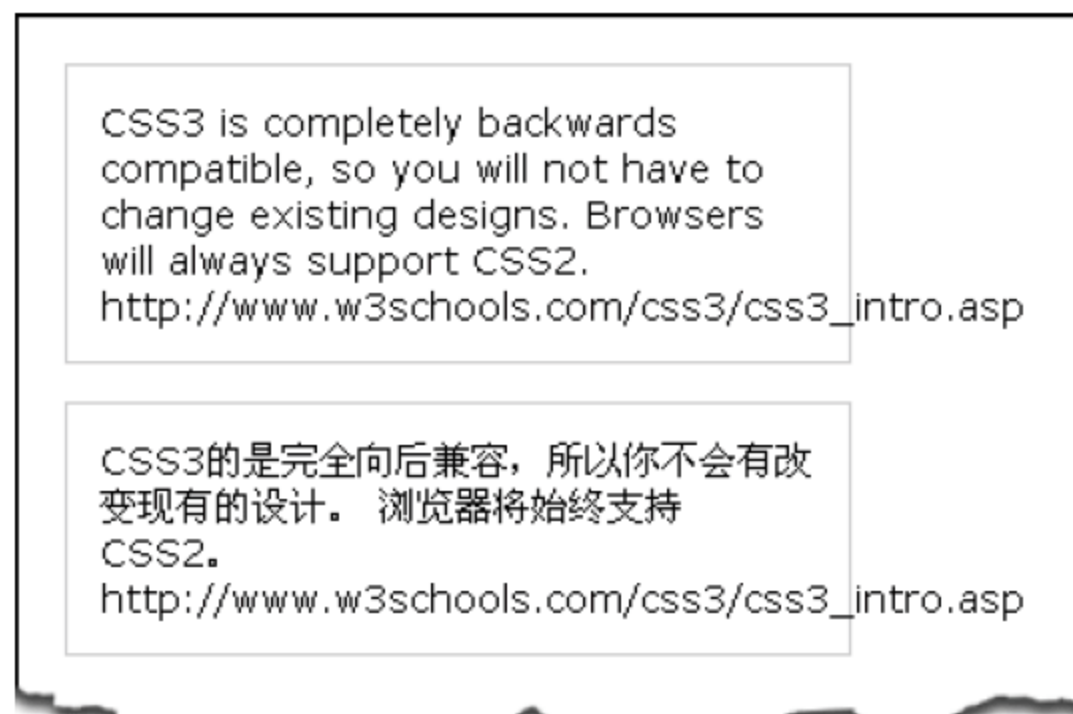 CSS3 is completely backwards
compatible, so you will not have to
change existing designs. Browsers
will always support CSS2.
http://www.w3schools.com/css3/css3_intro.asp
CSS3的是完全向后兼容，所以你不会有改
变现有的设计。 浏览器将始终支持
CSS2。
http://www.w3schools.com/css3/css3_intro.asp